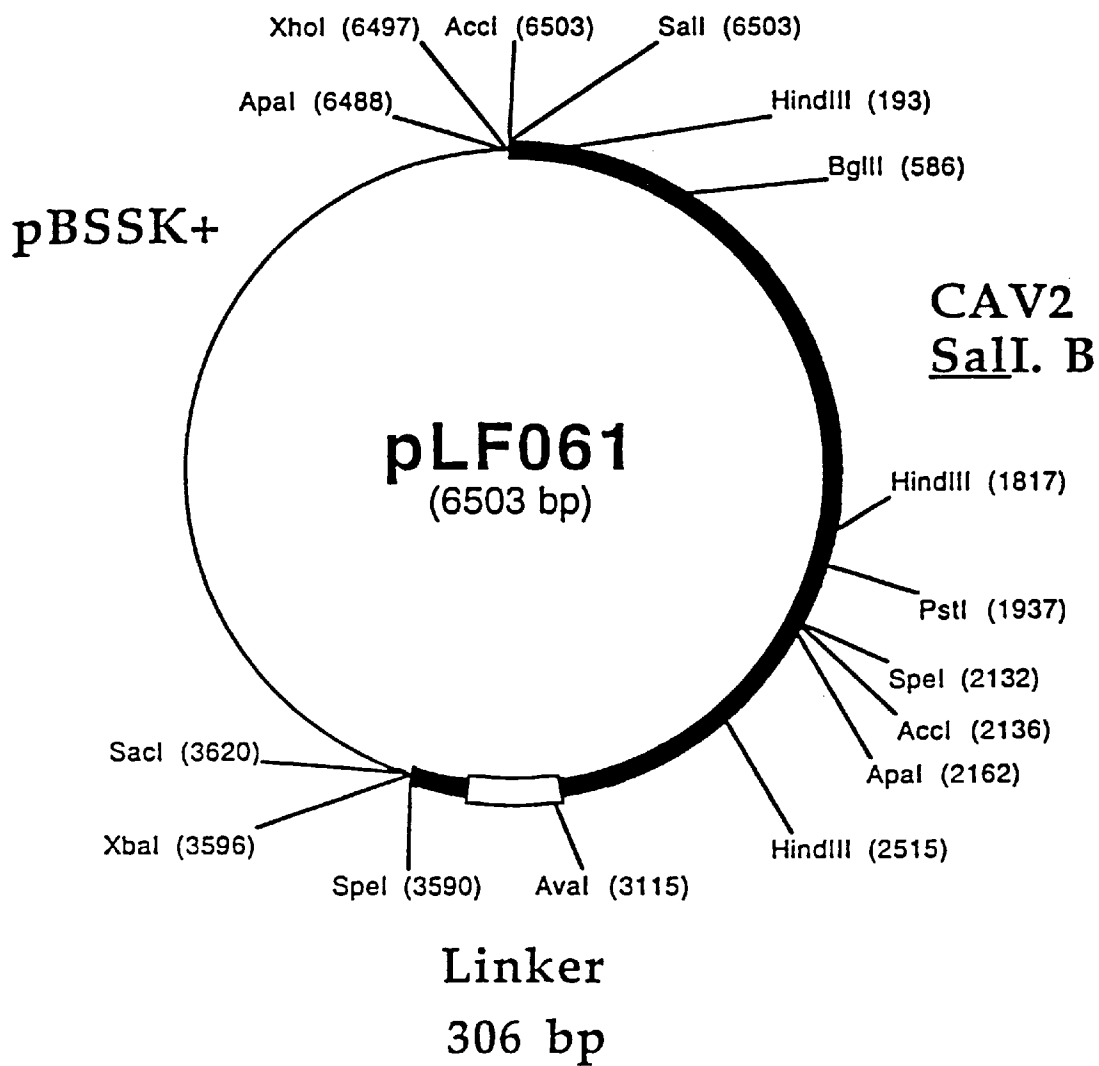 XhoI (6497)
AccI (6503)
SalI (6503)
ApaI (6488)
HindIII (193)
BglII (586)
pBSSK+
CAV2
SalI. B
pLF061
(6503 bp)
HindIII (1817)
PstI (1937)
SpeI (2132)
AccI (2136)
ApaI (2162)
HindIII (2515)
SacI (3620)
XbaI (3596)
SpeI (3590)
AvaI (3115)
Linker
306 bp